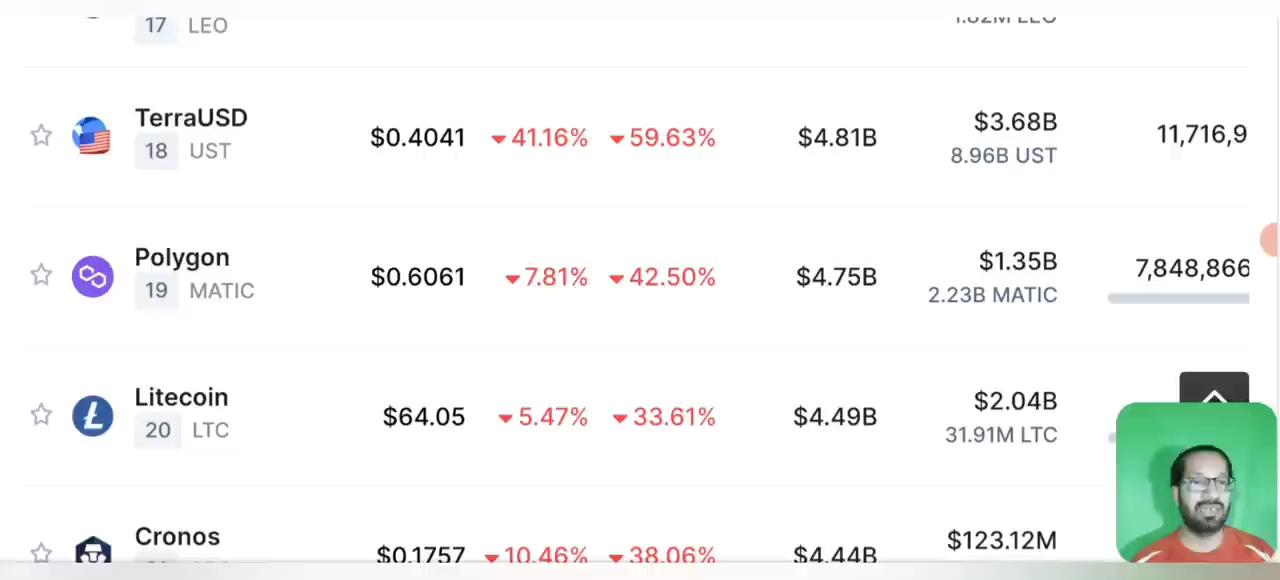 17 LEO
1.82M LEO
TerraUSD
18 UST
$0.4041 41.16% 59.63% $4.81B
$3.68B
8.96B UST
11,716,9
Polygon
19 MATIC
$0.6061 7.81% 42.50% $4.75B
$1.35B
2.23B MATIC
7,848,866
Litecoin
20 LTC
$64.05 5.47% 33.61% $4.49B
$2.04B
31.91M LTC
Cronos
$0.1757 10.46% 38.06% $4.44B
$123.12M